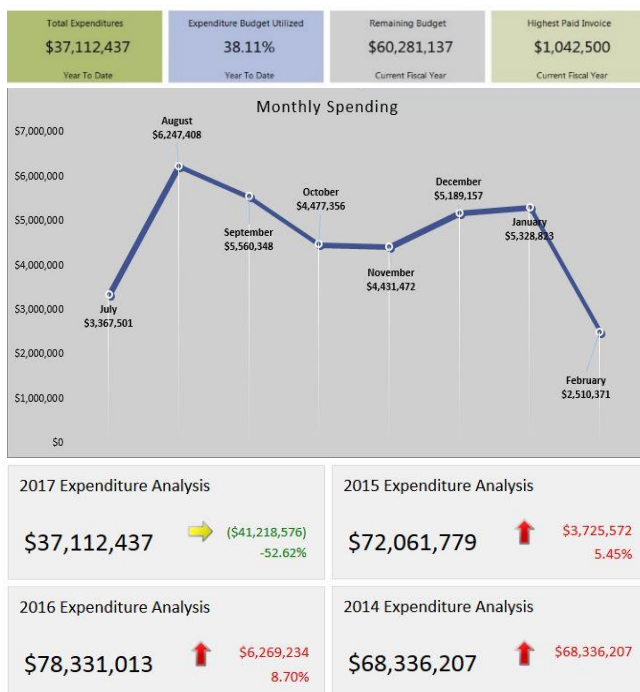 Total Expenditures
$37,112,437
Year To Date
Expenditure Budget Utilized
38.11%
Year To Date
Remaining Budget
$60,281,137
Current Fiscal Year
Highest Paid Invoice
$1,042,500
Current Fiscal Year
Monthly Spending
$7,000,000
$6,000,000
$5,000,000
$4,000,000
$3,000,000
$2,000,000
$1,000,000
$0
July
$3,367,501
August
$6,247,408
September
$5,560,348
October
$4,477,356
November
$4,431,472
December
$5,189,157
January
$5,328,823
February
$2,510,371
2017 Expenditure Analysis
$37,112,437
($41,218,576)
-52.62%
2015 Expenditure Analysis
$72,061,779
$3,725,572
5.45%
2016 Expenditure Analysis
$78,331,013
$6,269,234
8.70%
2014 Expenditure Analysis
$68,336,207
$68,336,207